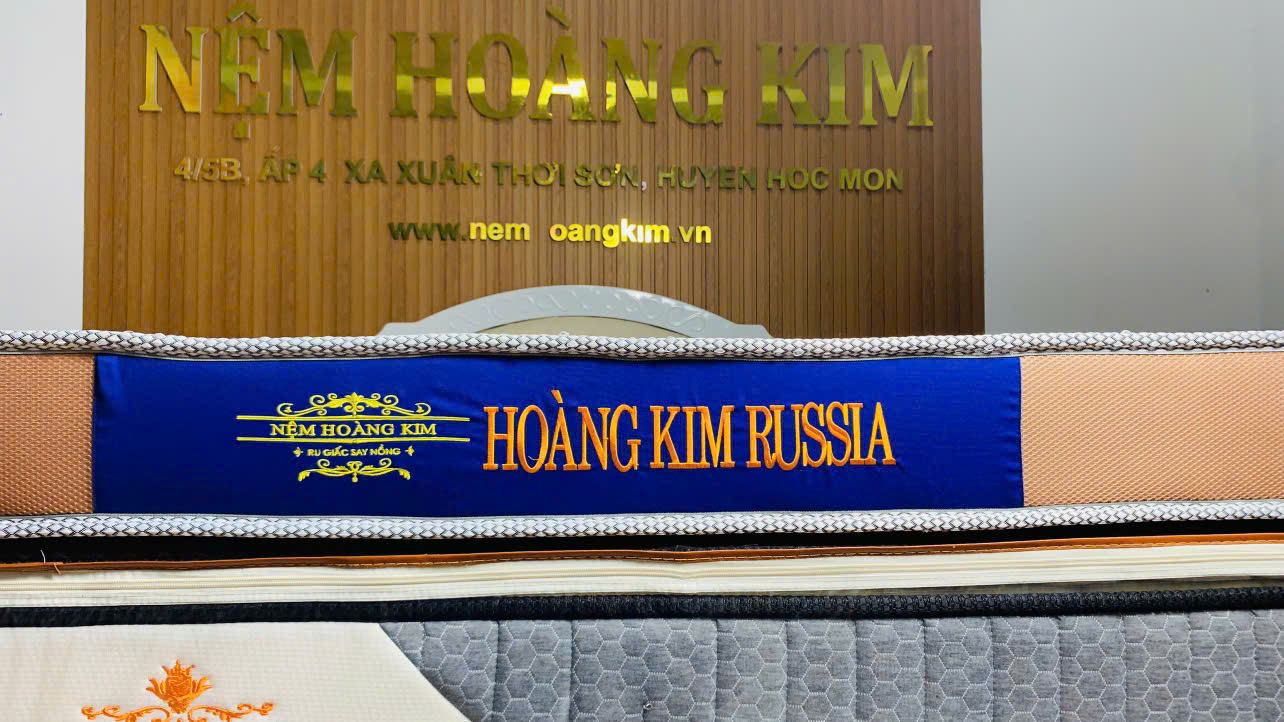 NỆM HOÀNG KIM
4/5B, ẤP 4 XA XUÂN THƠI SƠN, HUYEN HOC MON
www.nem oangkim.vn
NỆM HOÀNG KIM
RU GIẤC SAY NỒNG
HOÀNG KIM RUSSIA